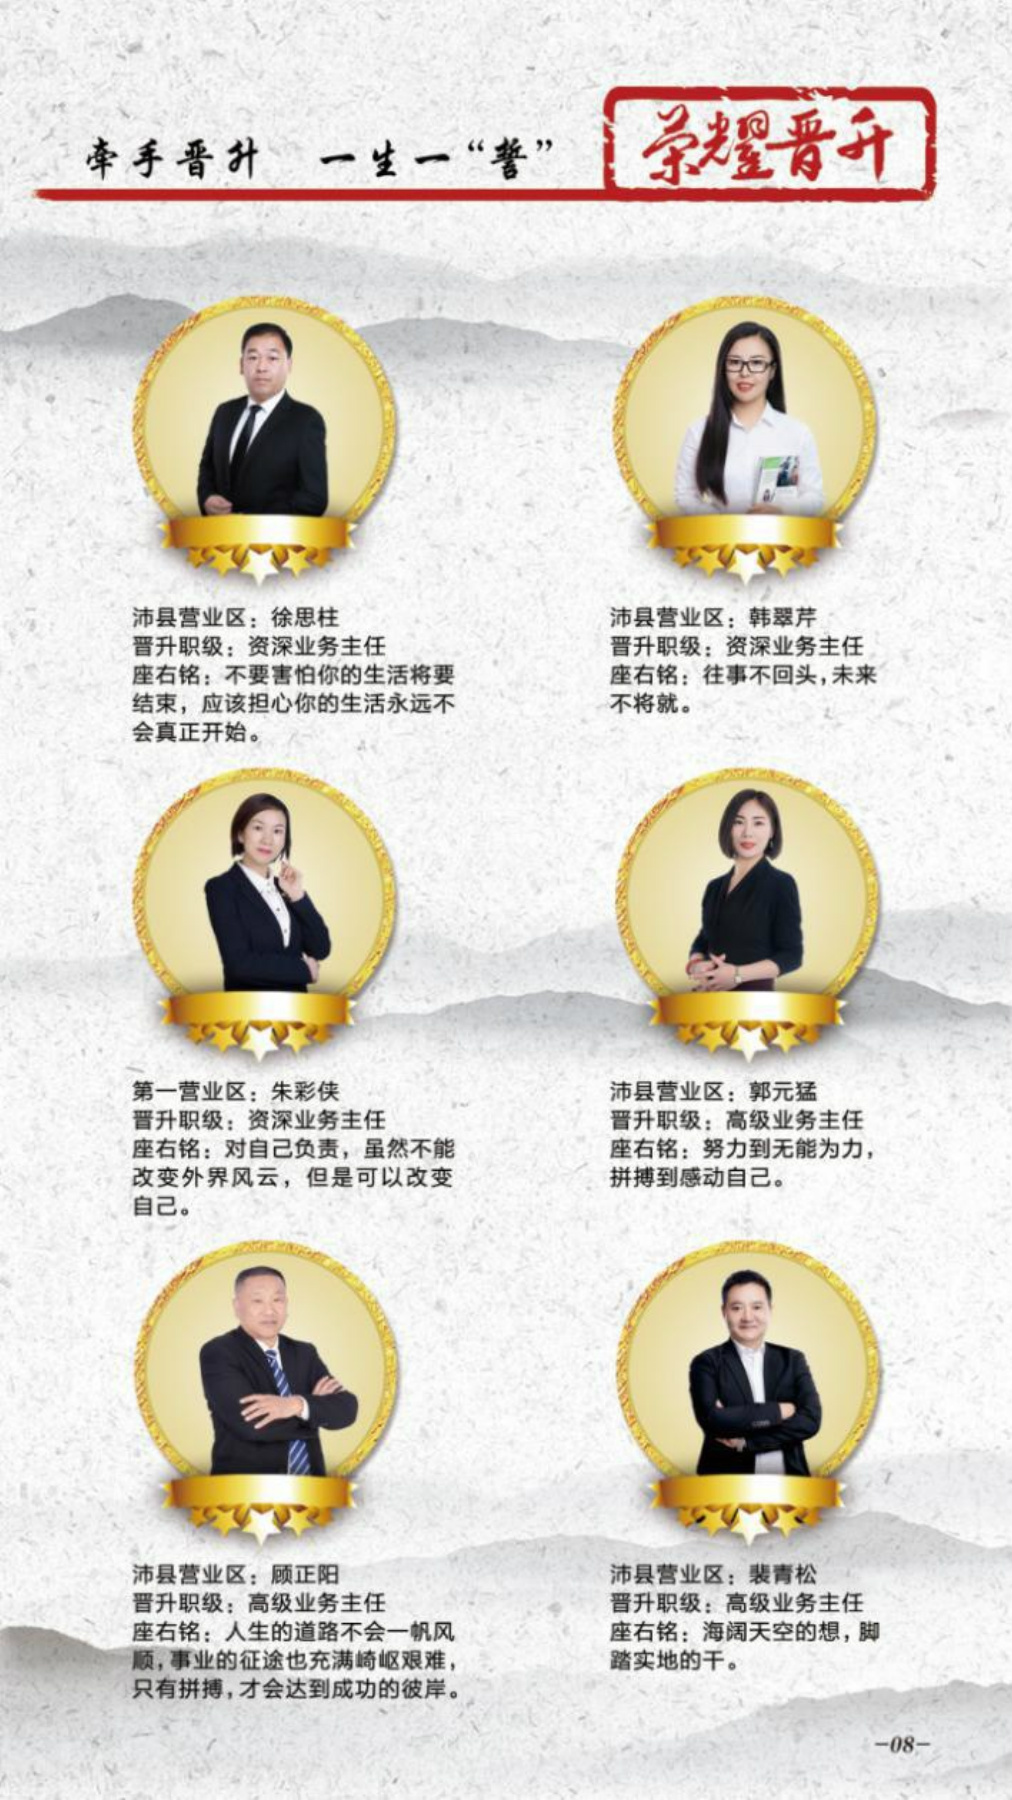 牵手晋升 一生一“誓”
荣耀晋升
沛县营业区：徐思柱
晋升职级：资深业务主任
座右铭：不要害怕你的生活将要
结束，应该担心你的生活永远不
会真正开始。
沛县营业区：韩翠芹
晋升职级：资深业务主任
座右铭：往事不回头，未来
不将就。
第一营业区：朱彩侠
晋升职级：资深业务主任
座右铭：对自己负责，虽然不能
改变外界风云，但是可以改变
自己。
沛县营业区：郭元猛
晋升职级：高级业务主任
座右铭：努力到无能为力，
拼搏到感动自己。
沛县营业区：顾正阳
晋升职级：高级业务主任
座右铭：人生的道路不会一帆风
顺，事业的征途也充满崎岖艰难，
只有拼搏，才会达到成功的彼岸。
沛县营业区：裴青松
晋升职级：高级业务主任
座右铭：海阔天空的想，脚
踏实地的干。
-08-